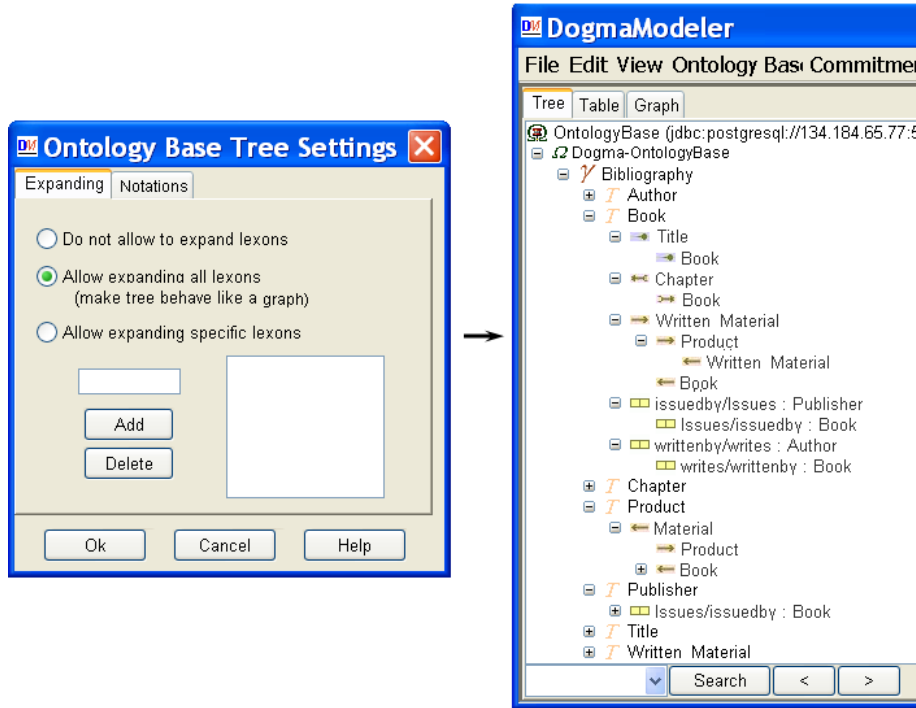 Ontology Base Tree Settings
Expanding Notations
Do not allow to expand lexons
Allow expanding all lexons
(make tree behave like a graph)
Allow expanding specific lexons
Add
Delete
Ok Cancel Help
DogmaModeler
File Edit View Ontology Bas Commitme
Tree Table Graph
OntologyBase (jdbc:postgresql://134.184.65.77:5
Ω Dogma-OntologyBase
γ Bibliography
T Author
T Book
Title
Book
Chapter
Book
Written Material
Product
Written Material
Book
issuedby/Issues : Publisher
Issues/issuedby : Book
writtenby/writes : Author
writes/writtenby : Book
T Chapter
T Product
Material
Product
Book
T Publisher
Issues/issuedby : Book
T Title
T Written Material
Search < >